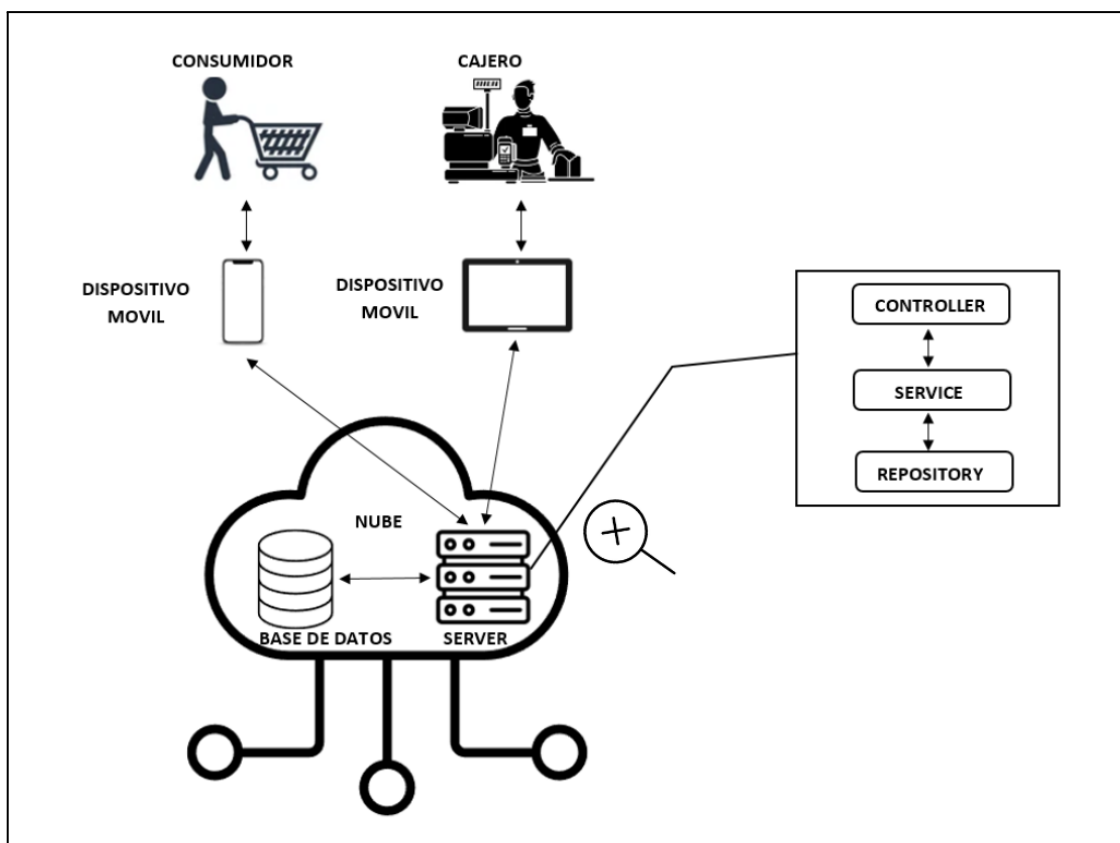 CONSUMIDOR
CAJERO
DISPOSITIVO
MOVIL
DISPOSITIVO
MOVIL
CONTROLLER
SERVICE
REPOSITORY
NUBE
BASE DE DATOS
SERVER